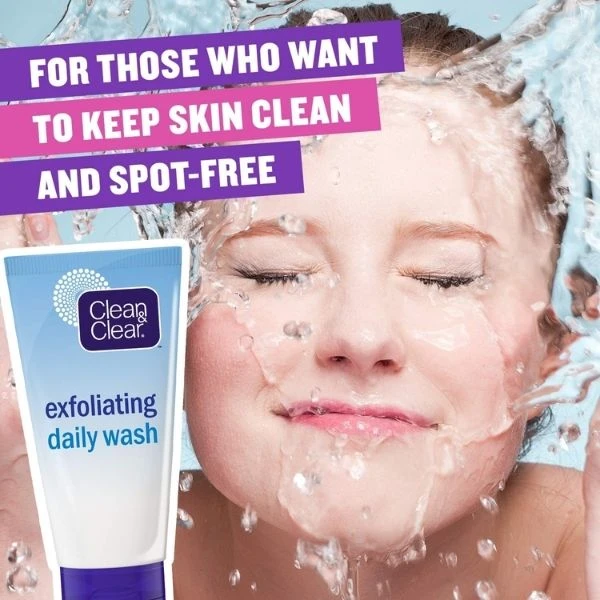 FOR THOSE WHO WANT
TO KEEP SKIN CLEAN
AND SPOT-FREE
Clean
&
Clear®
exfoliating
daily wash